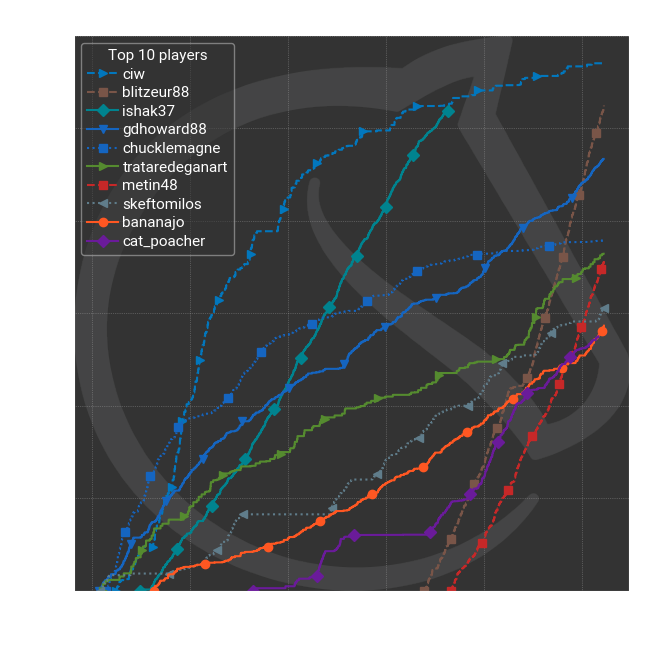 Top 10 players
ciw
blitzeur88
ishak37
gdhoward88
chucklemagne
trataredeganart
metin48
skeftomilos
bananajo
cat_poacher